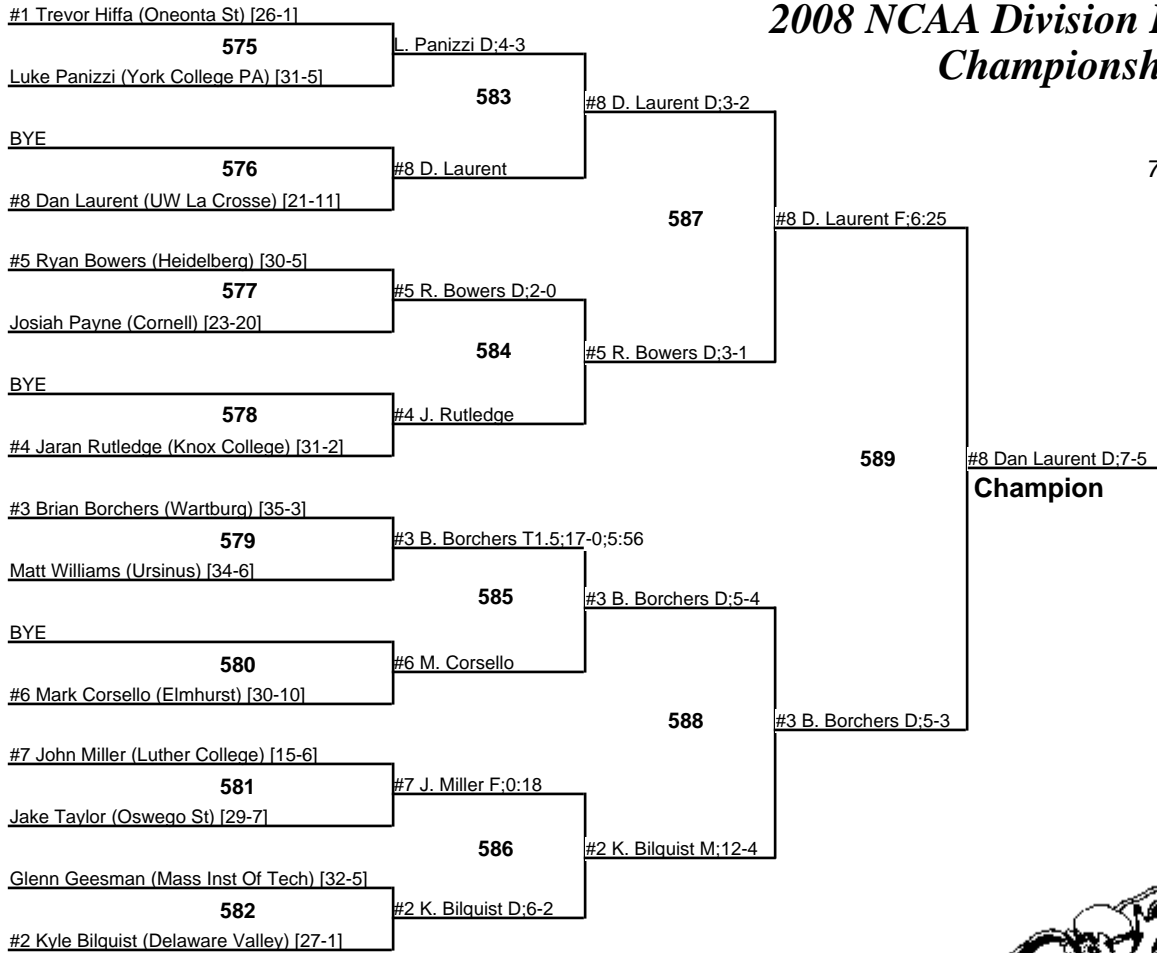 2008 NCAA Division I
Championsh
7
#1 Trevor Hiffa (Oneonta St) [26-1]
575
Luke Panizzi (York College PA) [31-5]
L. Panizzi D;4-3
583
BYE
576
#8 Dan Laurent (UW La Crosse) [21-11]
#8 D. Laurent
#8 D. Laurent D;3-2
587
#5 Ryan Bowers (Heidelberg) [30-5]
577
Josiah Payne (Cornell) [23-20]
#5 R. Bowers D;2-0
584
BYE
578
#4 Jaran Rutledge (Knox College) [31-2]
#4 J. Rutledge
#5 R. Bowers D;3-1
#8 D. Laurent F;6:25
589
#8 Dan Laurent D;7-5
Champion
#3 Brian Borchers (Wartburg) [35-3]
579
Matt Williams (Ursinus) [34-6]
#3 B. Borchers T1.5;17-0;5:56
585
BYE
580
#6 Mark Corsello (Elmhurst) [30-10]
#6 M. Corsello
#3 B. Borchers D;5-4
588
#3 B. Borchers D;5-3
#7 John Miller (Luther College) [15-6]
581
Jake Taylor (Oswego St) [29-7]
#7 J. Miller F;0:18
586
Glenn Geesman (Mass Inst Of Tech) [32-5]
582
#2 Kyle Bilquist (Delaware Valley) [27-1]
#2 K. Bilquist D;6-2
#2 K. Bilquist M;12-4